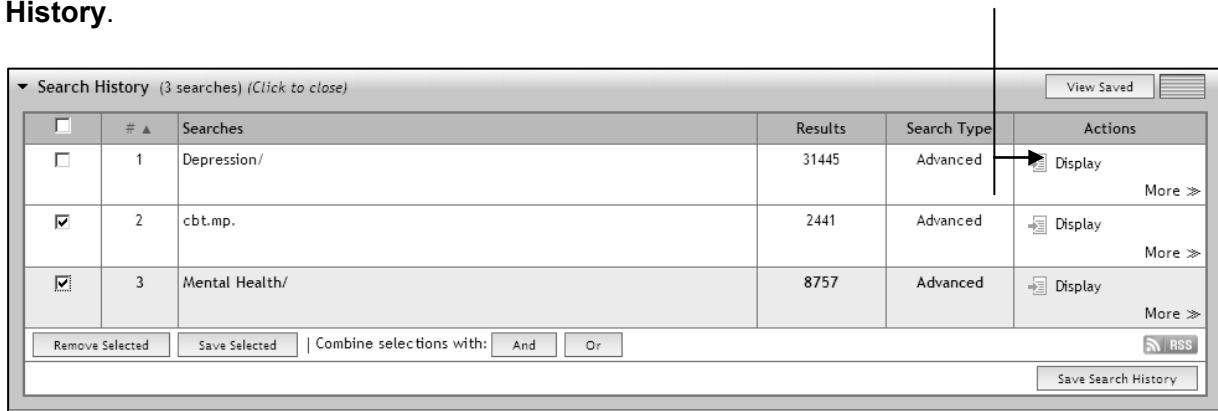 History.
Search History (3 searches) (Click to close) View Saved
# ▲ Searches Results Search Type Actions
1 Depression/ 31445 Advanced Display
More ≫
2 cbt.mp. 2441 Advanced Display
More ≫
3 Mental Health/ 8757 Advanced Display
More ≫
Remove Selected Save Selected | Combine selections with: And Or RSS
Save Search History